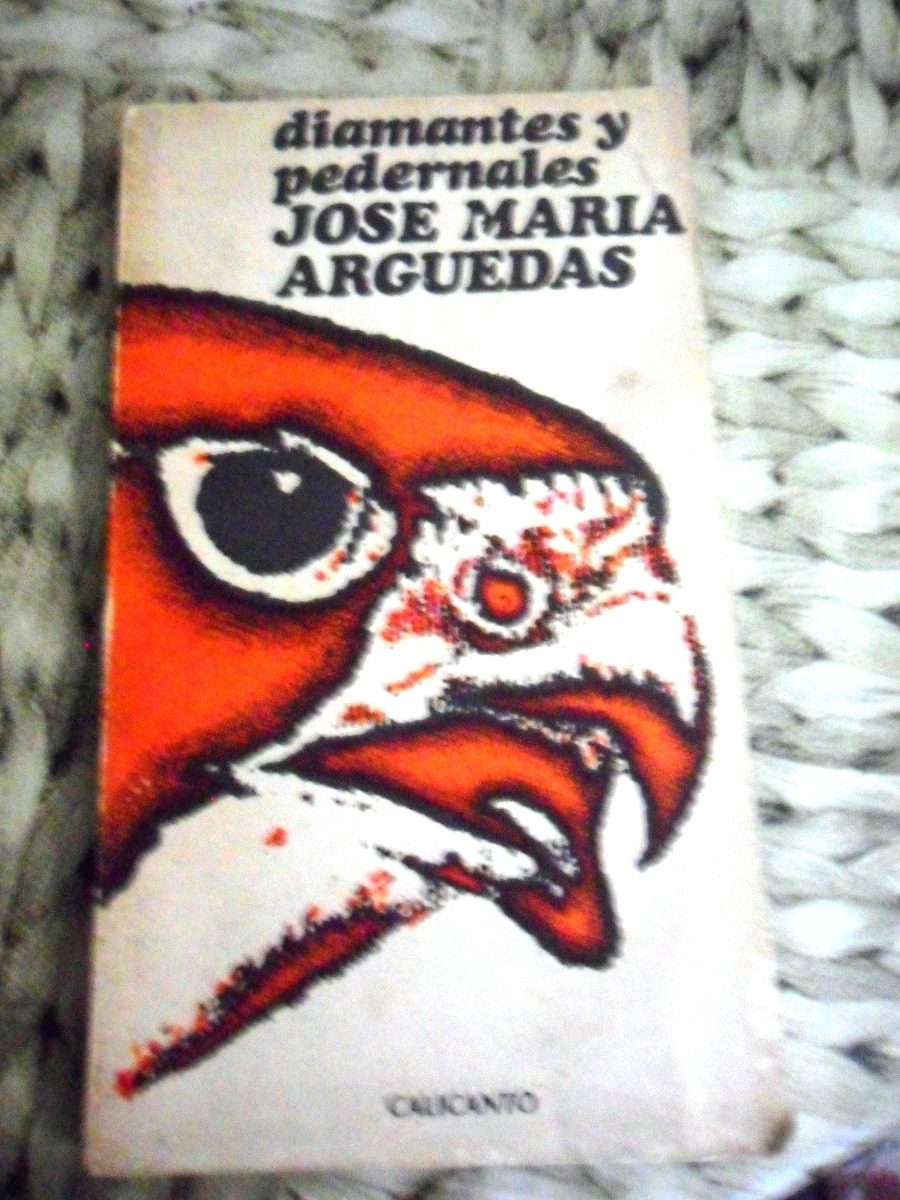 diamantes y
pedernales
JOSE MARIA
ARGUEDAS
CALICANTO